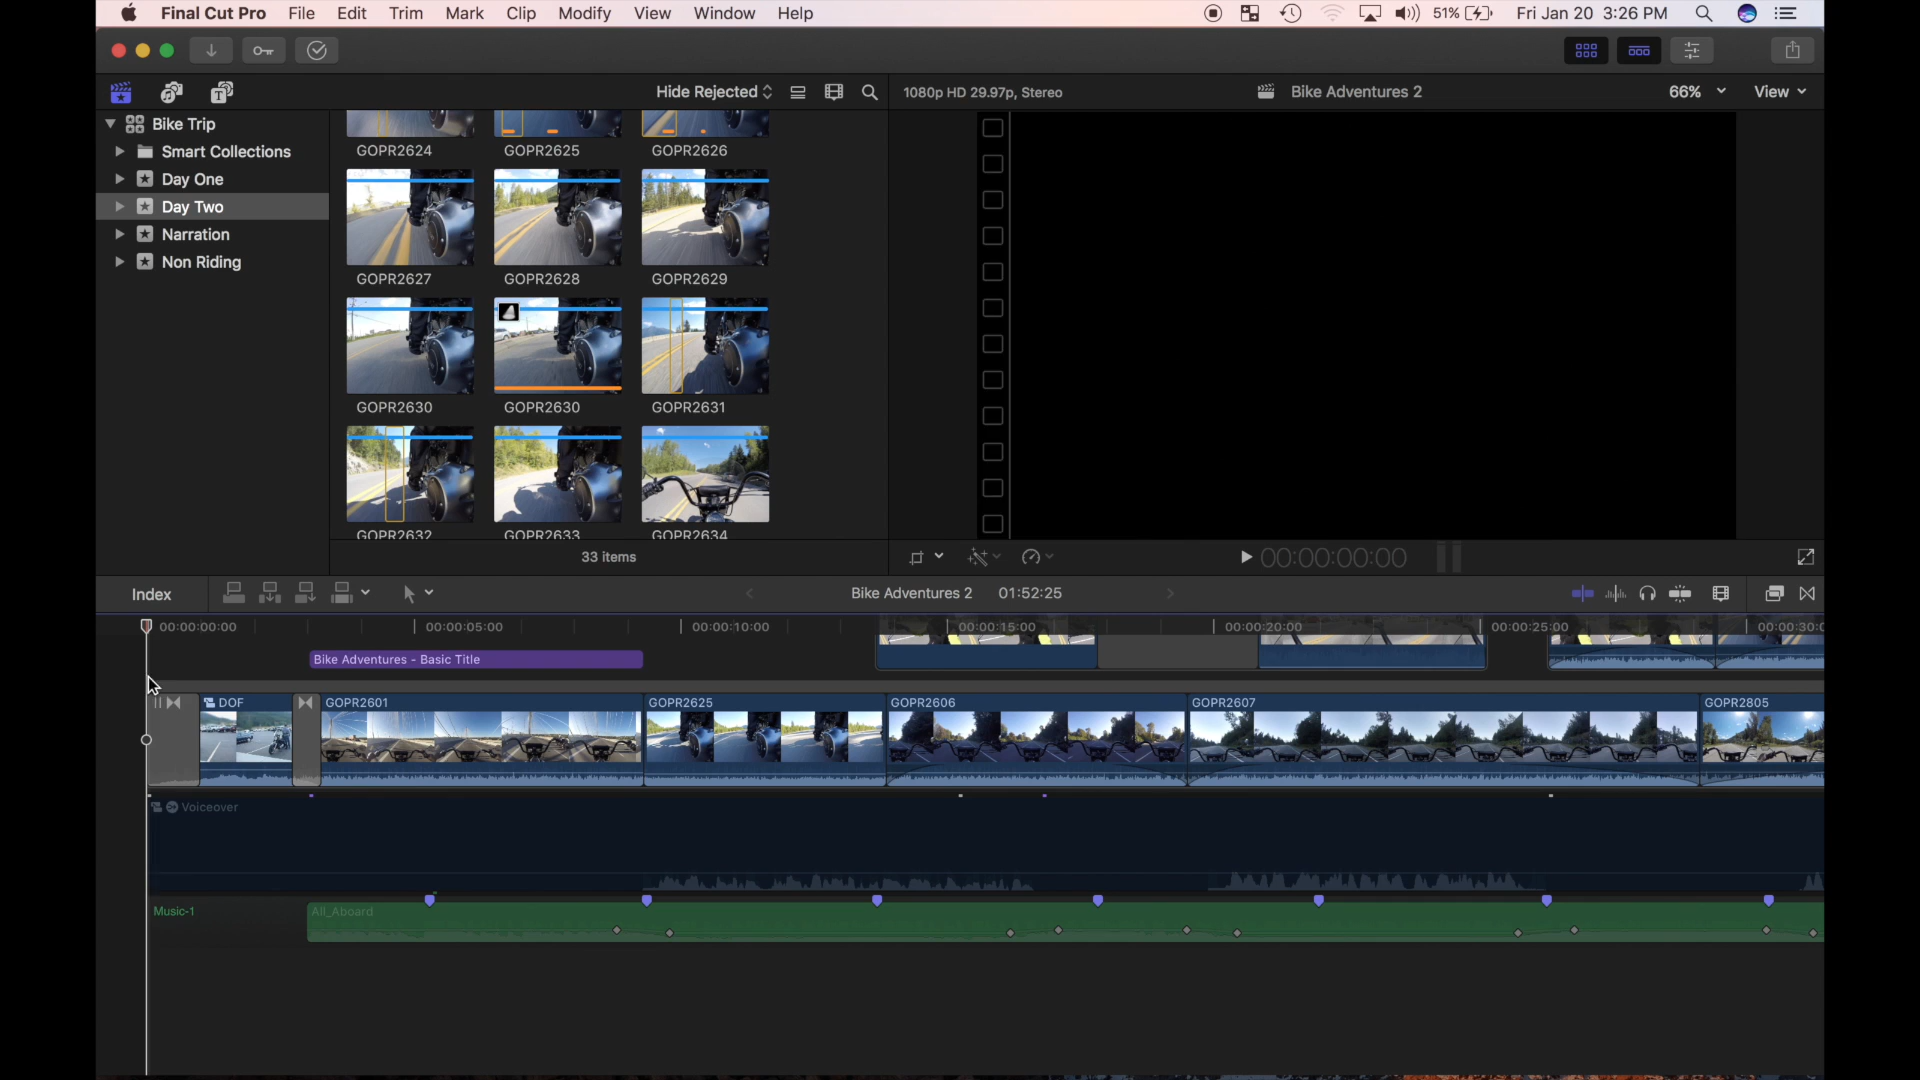 Final Cut Pro File Edit Trim Mark Clip Modify View Window Help 51% Fri Jan 20 3:26 PM
Hide Rejected 1080p HD 29.97p, Stereo Bike Adventures 2 66% View
Bike Trip
Smart Collections
Day One
Day Two
Narration
Non Riding
GOPR2624 GOPR2625 GOPR2626
GOPR2627 GOPR2628 GOPR2629
GOPR2630 GOPR2630 GOPR2631
GOPR2632 GOPR2633 GOPR2634
33 items 00:00:00:00
Index Bike Adventures 2 01:52:25
00:00:00:00 00:00:05:00 00:00:10:00 00:00:15:00 00:00:20:00 00:00:25:00 00:00:30:0
Bike Adventures - Basic Title
DOF GOPR2601 GOPR2625 GOPR2606 GOPR2607 GOPR2805
Voiceover
Music-1 All_Aboard